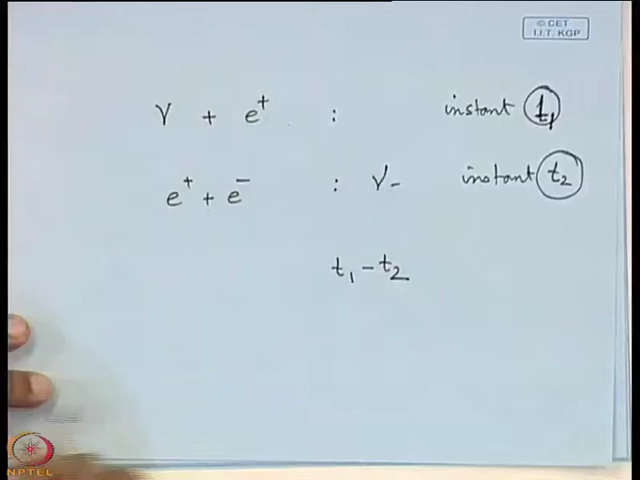 © CET
I.I.T. KGP
γ + e⁺ : instant t₁
e⁺ + e⁻ : γ - instant t₂
t₁ - t₂
NPTEL